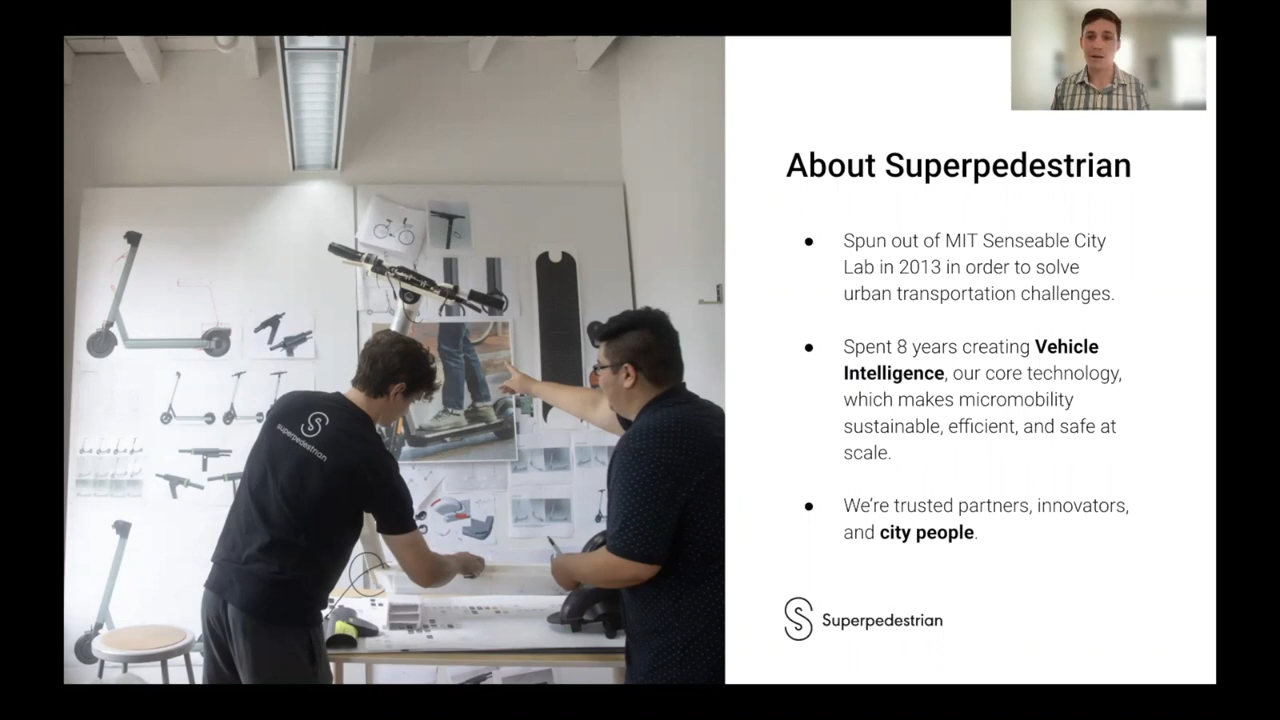 About Superpedestrian
● Spun out of MIT Senseable City
Lab in 2013 in order to solve
urban transportation challenges.
● Spent 8 years creating Vehicle
Intelligence, our core technology,
which makes micromobility
sustainable, efficient, and safe at
scale.
● We’re trusted partners, innovators,
and city people.
Superpedestrian
superpedestrian